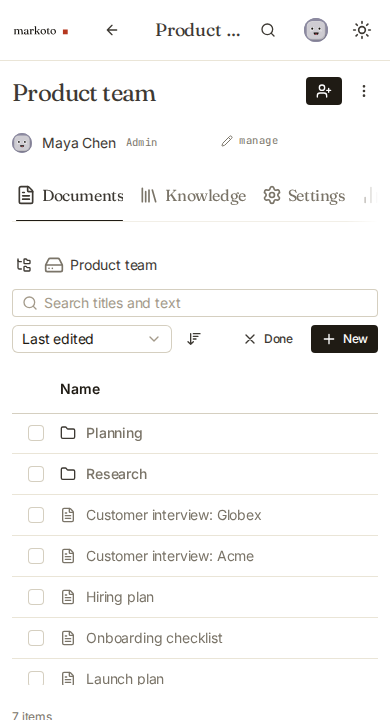 markoto
Product ...
Product team
Maya Chen Admin
manage
Documents Knowledge Settings
Product team
Search titles and text
Last edited
Done
New
Name
Planning
Research
Customer interview: Globex
Customer interview: Acme
Hiring plan
Onboarding checklist
Launch plan
7 items